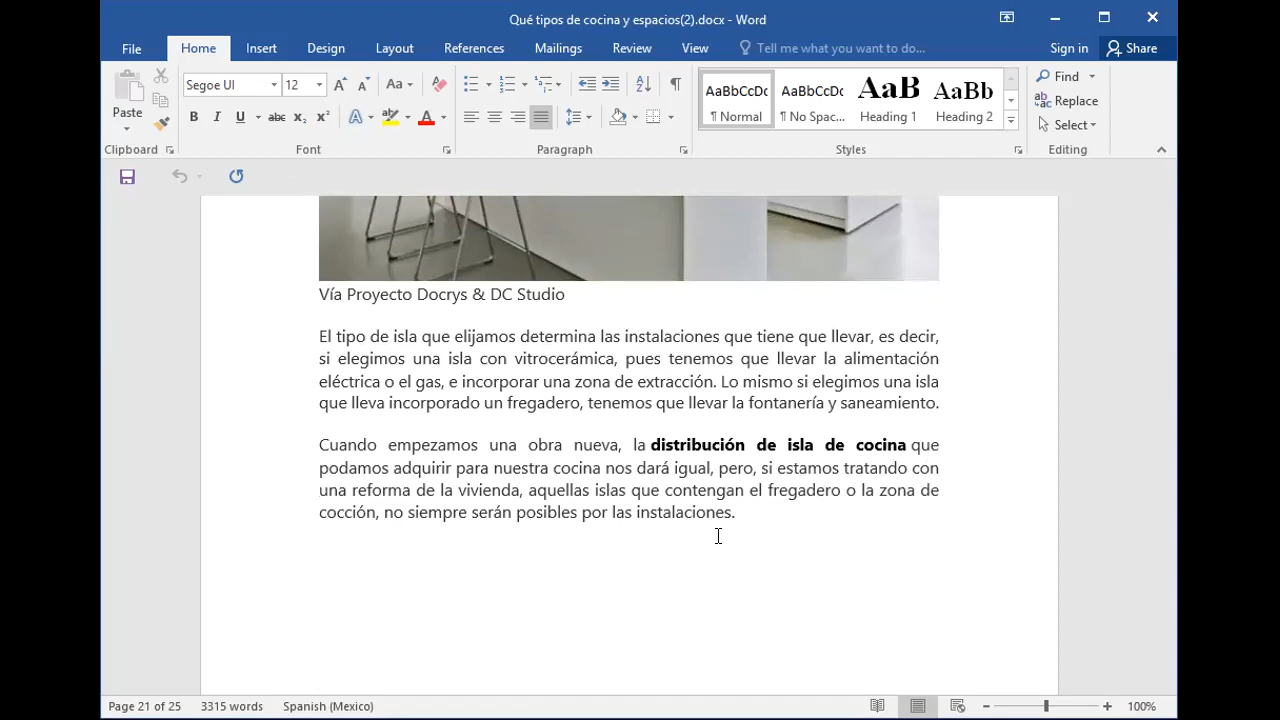 Qué tipos de cocina y espacios(2).docx - Word
File Home Insert Design Layout References Mailings Review View Tell me what you want to do... Sign in Share
Segoe UI 12 Aa
Paste
B I U abc x₂ x² A ab A
AaBbCcDc AaBbCcDc AaB AaBb
¶ Normal ¶ No Spac... Heading 1 Heading 2
Find
Replace
Select
Clipboard Font Paragraph Styles Editing
Vía Proyecto Docrys & DC Studio
El tipo de isla que elijamos determina las instalaciones que tiene que llevar, es decir,
si elegimos una isla con vitrocerámica, pues tenemos que llevar la alimentación
eléctrica o el gas, e incorporar una zona de extracción. Lo mismo si elegimos una isla
que lleva incorporado un fregadero, tenemos que llevar la fontanería y saneamiento.
Cuando empezamos una obra nueva, la distribución de isla de cocina que
podamos adquirir para nuestra cocina nos dará igual, pero, si estamos tratando con
una reforma de la vivienda, aquellas islas que contengan el fregadero o la zona de
cocción, no siempre serán posibles por las instalaciones.
Page 21 of 25 3315 words Spanish (Mexico) 100%